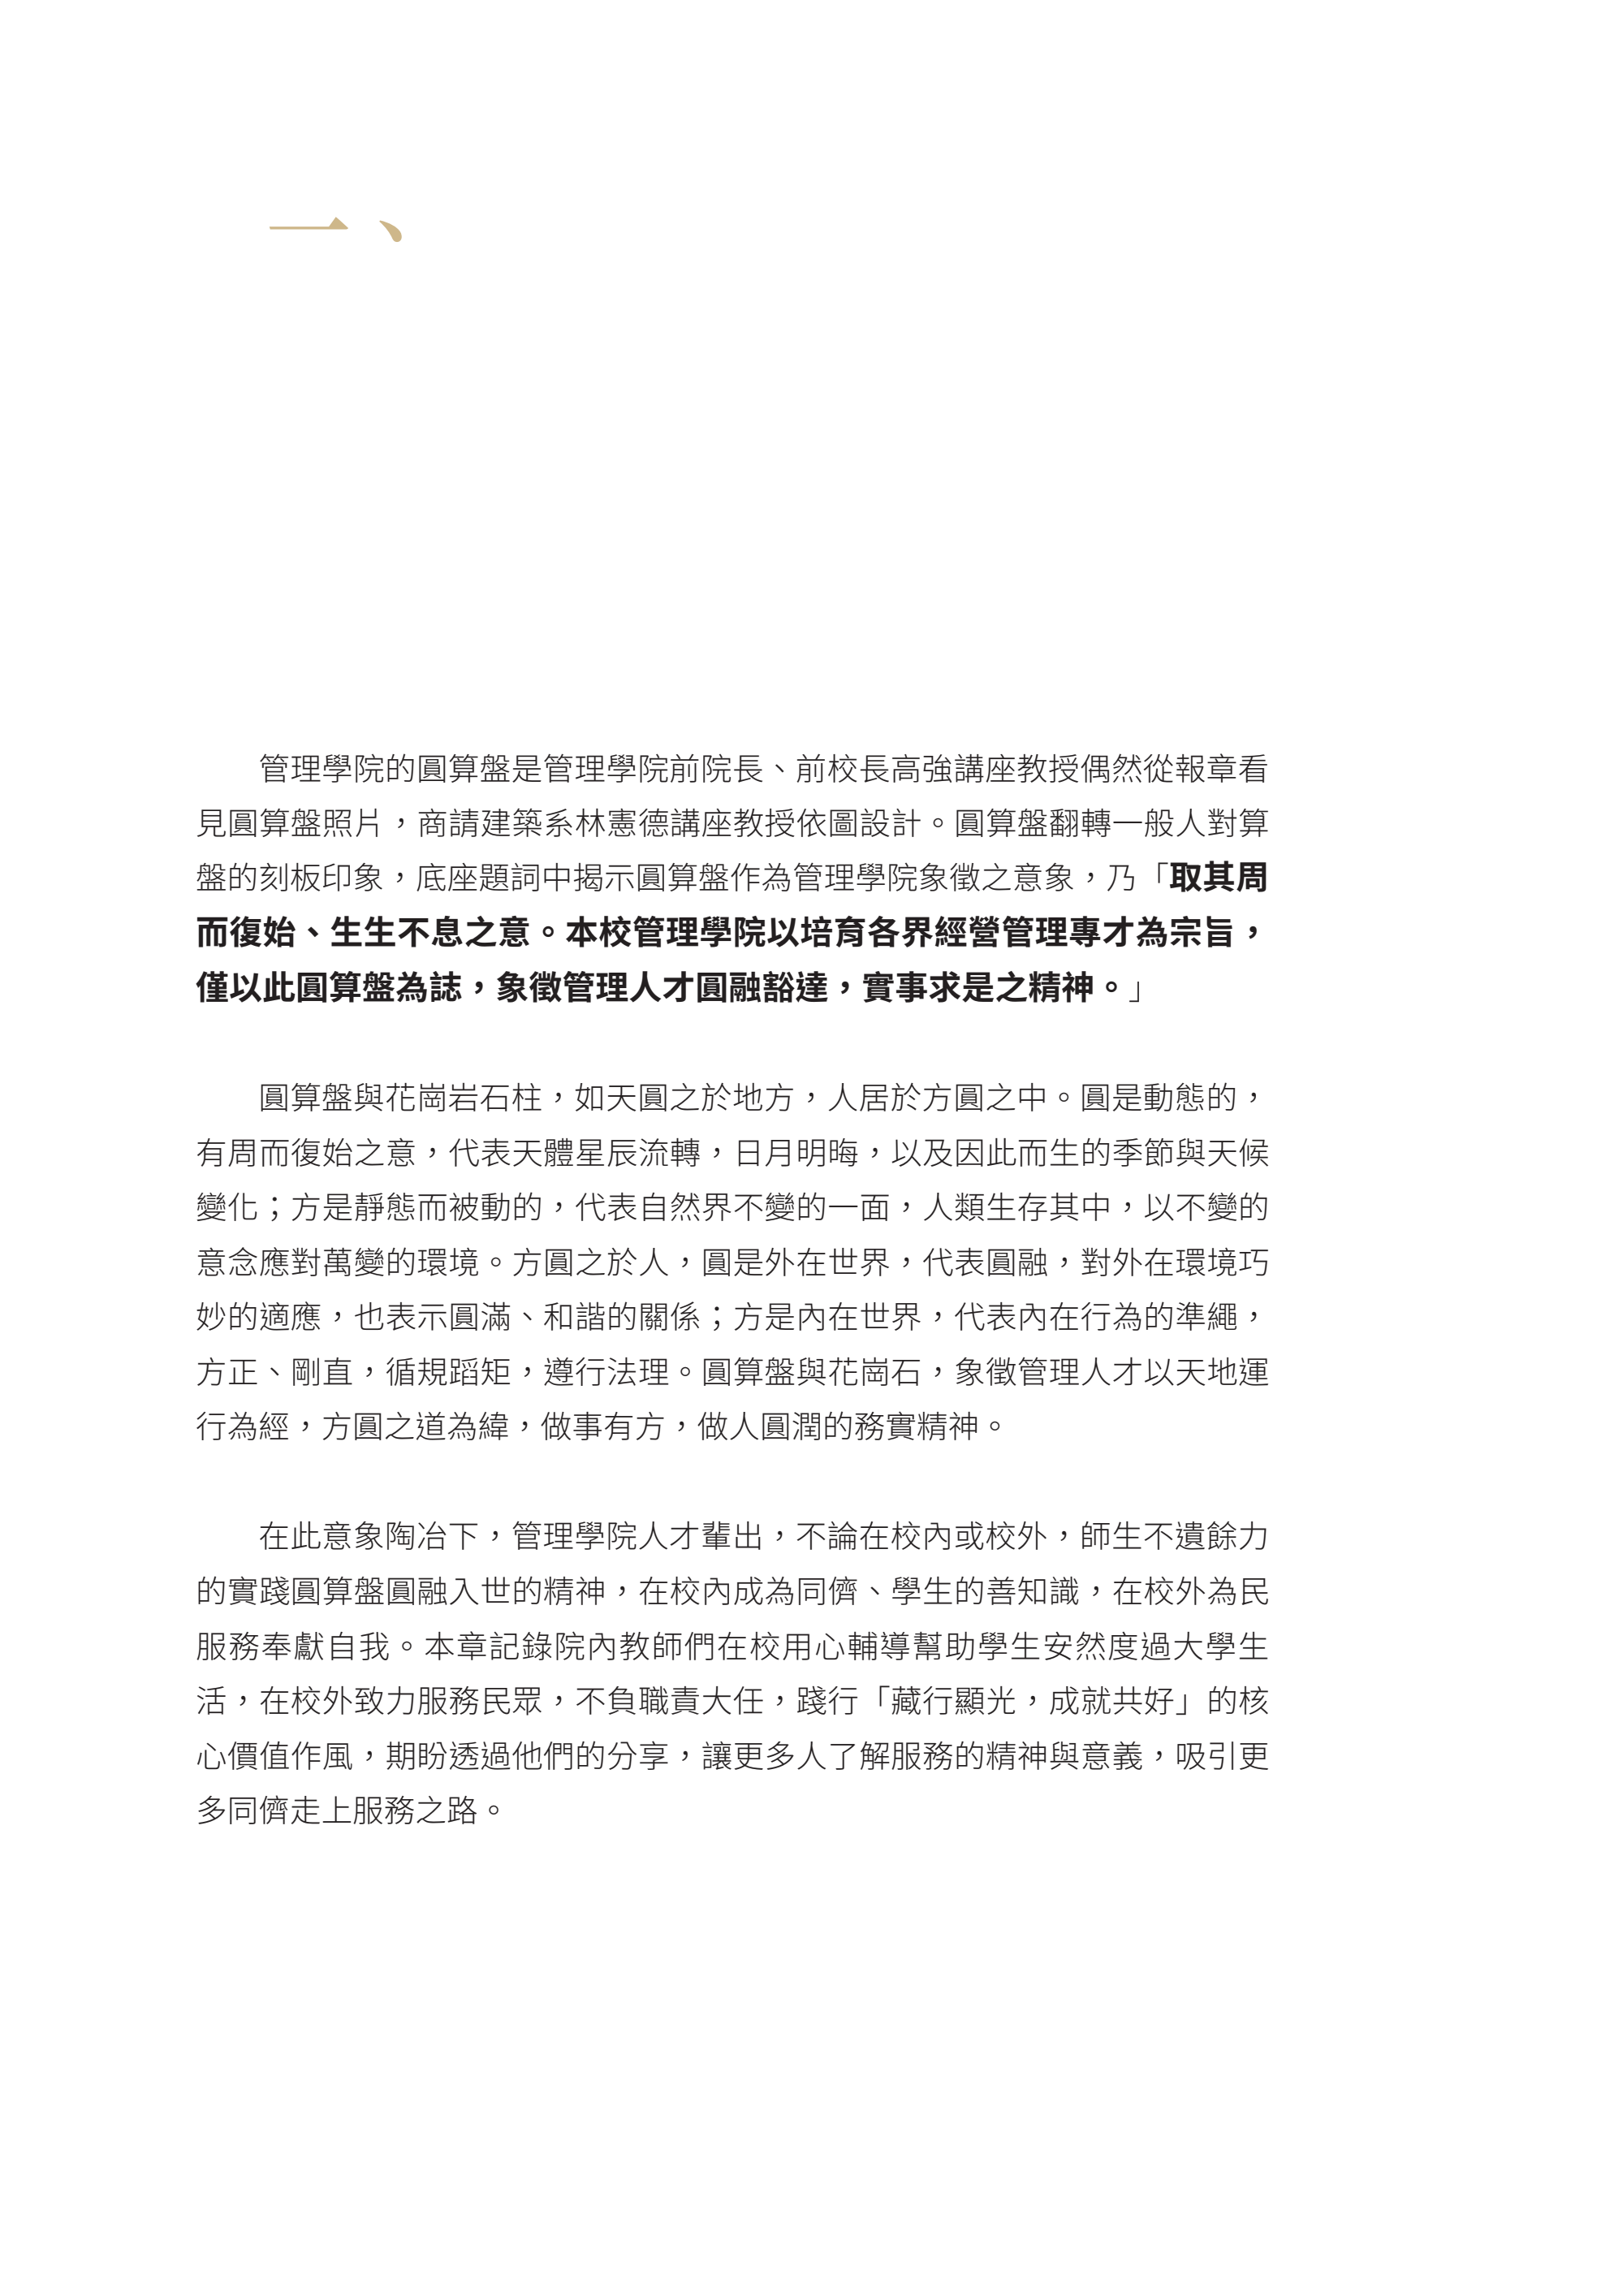 一、
管理學院的圓算盤是管理學院前院長、前校長高強講座教授偶然從報章看
見圓算盤照片，商請建築系林憲德講座教授依圖設計。圓算盤翻轉一般人對算
盤的刻板印象，底座題詞中揭示圓算盤作為管理學院象徵之意象，乃「取其周
而復始、生生不息之意。本校管理學院以培育各界經營管理專才為宗旨，
僅以此圓算盤為誌，象徵管理人才圓融豁達，實事求是之精神。」
圓算盤與花崗岩石柱，如天圓之於地方，人居於方圓之中。圓是動態的，
有周而復始之意，代表天體星辰流轉，日月明晦，以及因此而生的季節與天候
變化；方是靜態而被動的，代表自然界不變的一面，人類生存其中，以不變的
意念應對萬變的環境。方圓之於人，圓是外在世界，代表圓融，對外在環境巧
妙的適應，也表示圓滿、和諧的關係；方是內在世界，代表內在行為的準繩，
方正、剛直，循規蹈矩，遵行法理。圓算盤與花崗石，象徵管理人才以天地運
行為經，方圓之道為緯，做事有方，做人圓潤的務實精神。
在此意象陶冶下，管理學院人才輩出，不論在校內或校外，師生不遺餘力
的實踐圓算盤圓融入世的精神，在校內成為同儕、學生的善知識，在校外為民
服務奉獻自我。本章記錄院內教師們在校用心輔導幫助學生安然度過大學生
活，在校外致力服務民眾，不負職責大任，踐行「藏行顯光，成就共好」的核
心價值作風，期盼透過他們的分享，讓更多人了解服務的精神與意義，吸引更
多同儕走上服務之路。